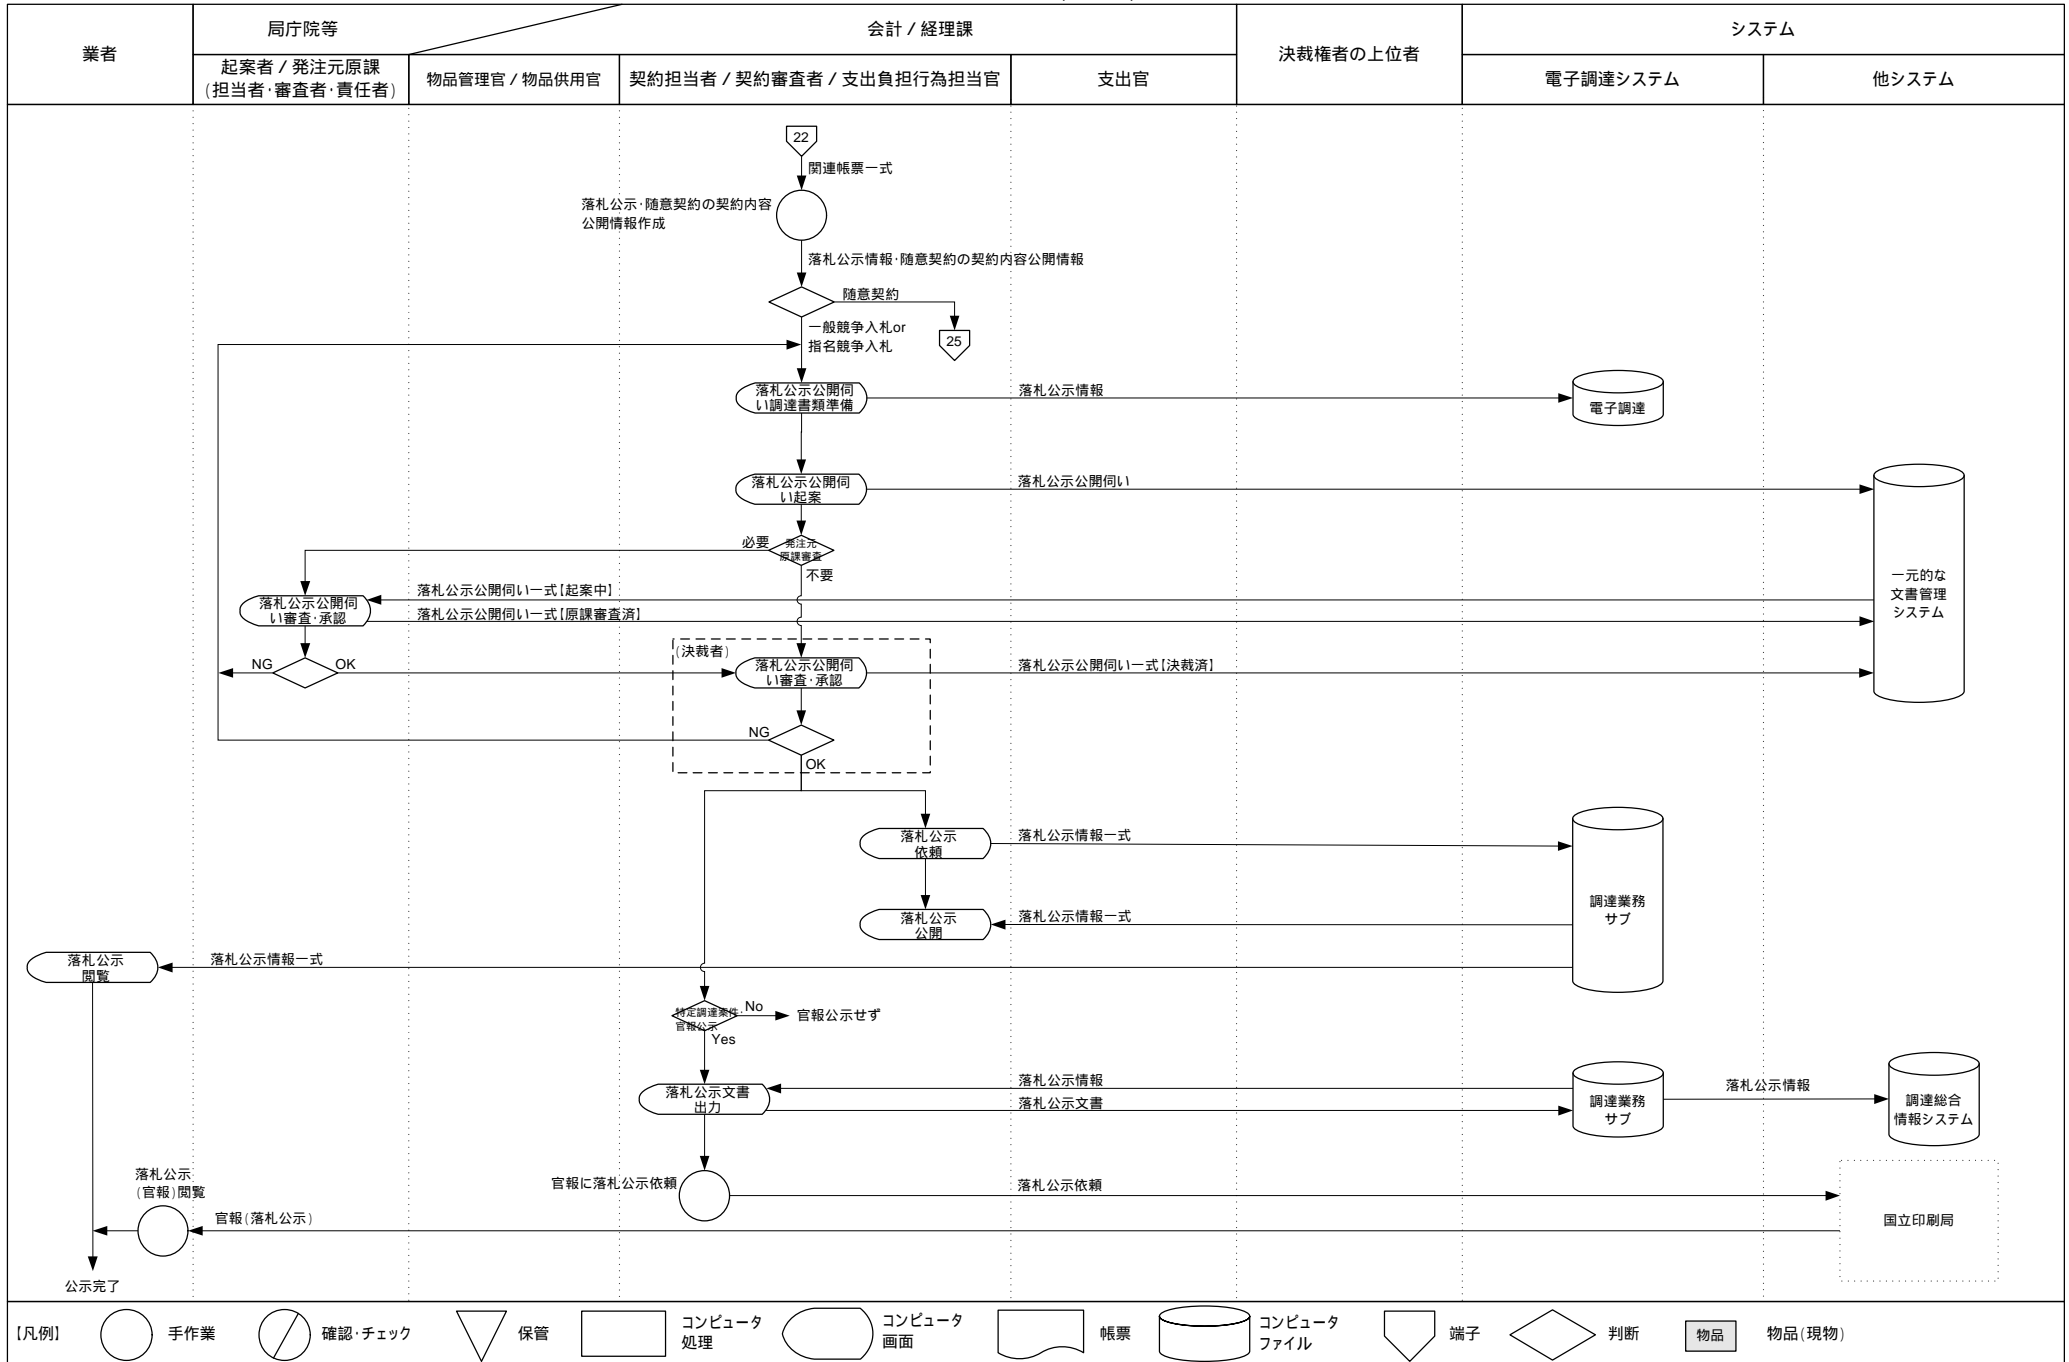 業者
局庁院等
会計 / 経理課
決裁権者の上位者
システム
起案者 / 発注元原課
(担当者・審査者・責任者)
物品管理官 / 物品供用官
契約担当者 / 契約審査者 / 支出負担行為担当官
支出官
電子調達システム
他システム
22
関連帳票一式
落札公示・随意契約の契約内容
公開情報作成
落札公示情報・随意契約の契約内容公開情報
随意契約
一般競争入札or
指名競争入札
25
落札公示公開伺
い調達書類準備
落札公示情報
電子調達
落札公示公開伺
い起案
落札公示公開伺い
必要
発注元
原課審査
不要
一元的な
文書管理
システム
落札公示公開伺い一式【起案中】
落札公示公開伺
い審査・承認
落札公示公開伺い一式【原課審査済】
(決裁者)
NG
OK
落札公示公開伺
い審査・承認
落札公示公開伺い一式【決裁済】
NG
OK
落札公示
依頼
落札公示情報一式
調達業務
サブ
落札公示
公開
落札公示情報一式
落札公示
閲覧
落札公示情報一式
特定調達案件・
官報公示
No
官報公示せず
Yes
落札公示情報
落札公示文書
出力
落札公示文書
調達業務
サブ
落札公示情報
調達総合
情報システム
落札公示
(官報)閲覧
官報に落札公示依頼
落札公示依頼
官報(落札公示)
国立印刷局
公示完了
【凡例】
手作業
確認・チェック
保管
コンピュータ
処理
コンピュータ
画面
帳票
コンピュータ
ファイル
端子
判断
物品
物品(現物)